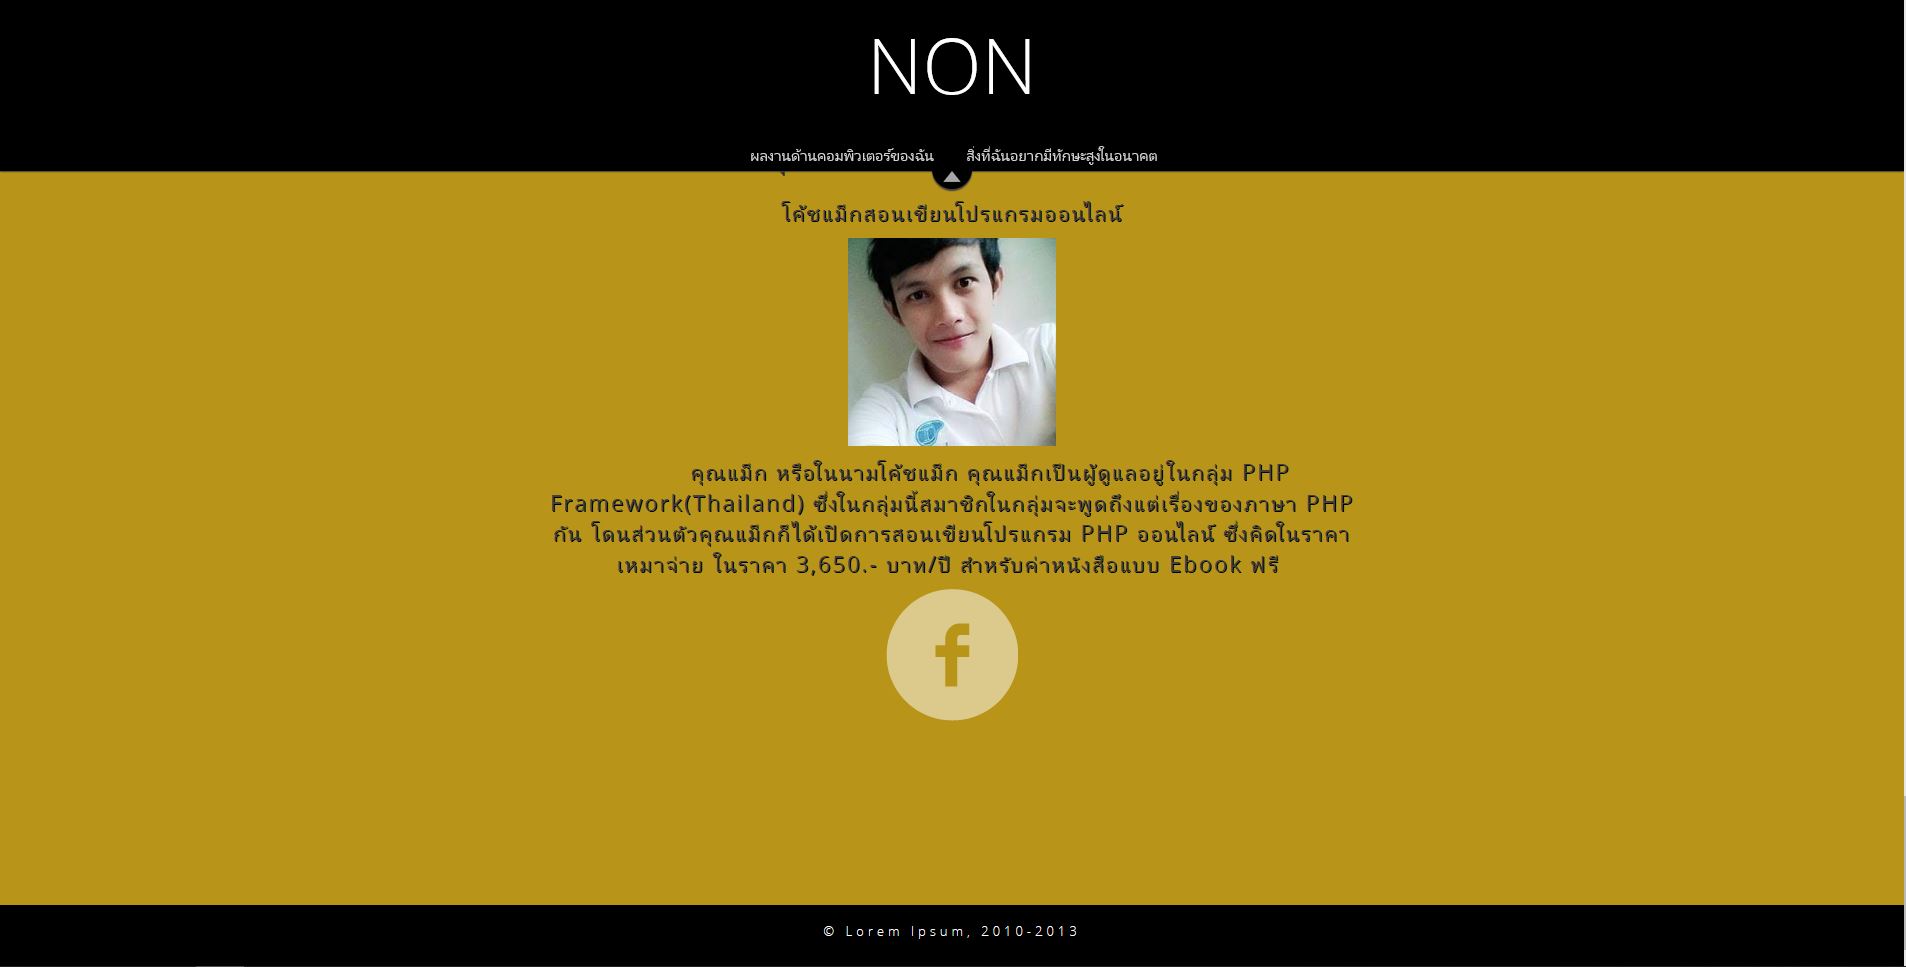 NON
ผลงานด้านคอมพิวเตอร์ของฉัน สิ่งที่ฉันอยากมีทักษะสูงในอนาคต
โค้ชแม็กสอนเขียนโปรแกรมออนไลน์
คุณแม็ก หรือในนามโค้ชแม็ก คุณแม็กเป็นผู้ดูแลอยู่ในกลุ่ม PHP
Framework(Thailand) ซึ่งในกลุ่มนี้สมาชิกในกลุ่มจะพูดถึงแต่เรื่องของภาษา PHP
กัน โดนส่วนตัวคุณแม็กก็ได้เปิดการสอนเขียนโปรแกรม PHP ออนไลน์ ซึ่งคิดในราคา
เหมาจ่าย ในราคา 3,650.- บาท/ปี สำหรับค่าหนังสือแบบ Ebook ฟรี
f
© Lorem Ipsum, 2010-2013